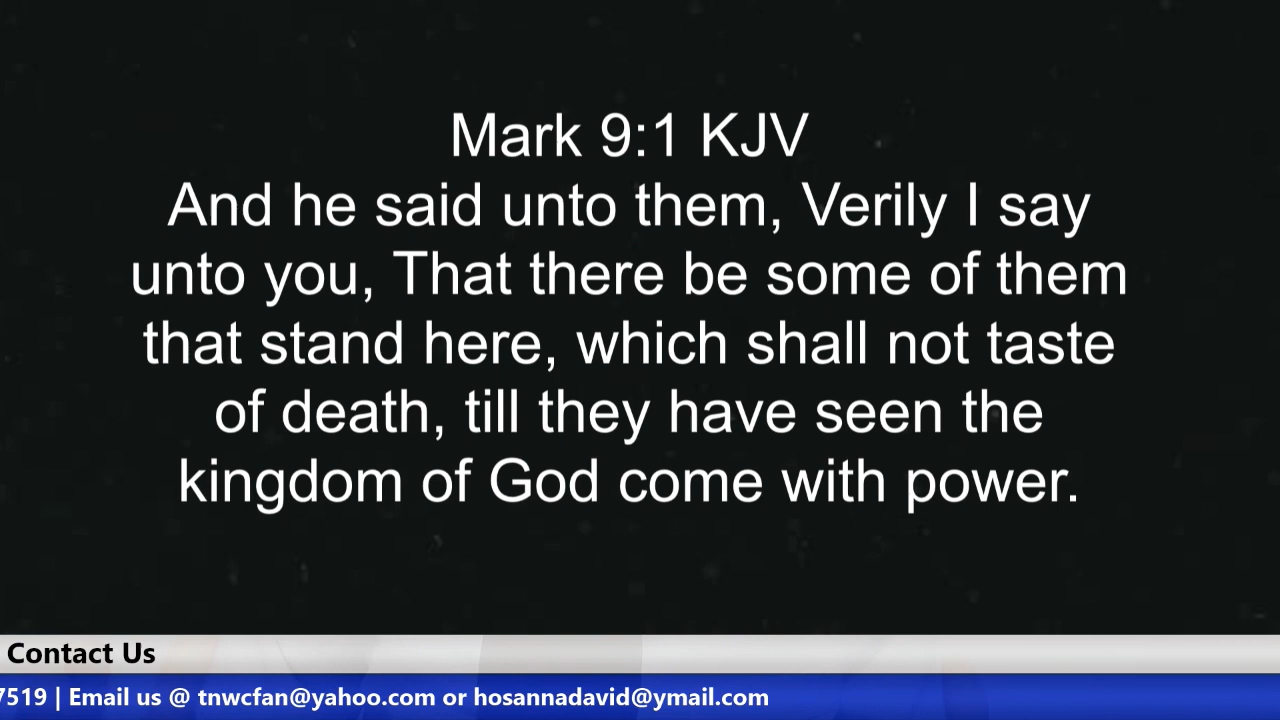 Mark 9:1 KJV
And he said unto them, Verily I say
unto you, That there be some of them
that stand here, which shall not taste
of death, till they have seen the
kingdom of God come with power.
Contact Us
7519 | Email us @ tnwcfan@yahoo.com or hosannadavid@ymail.com